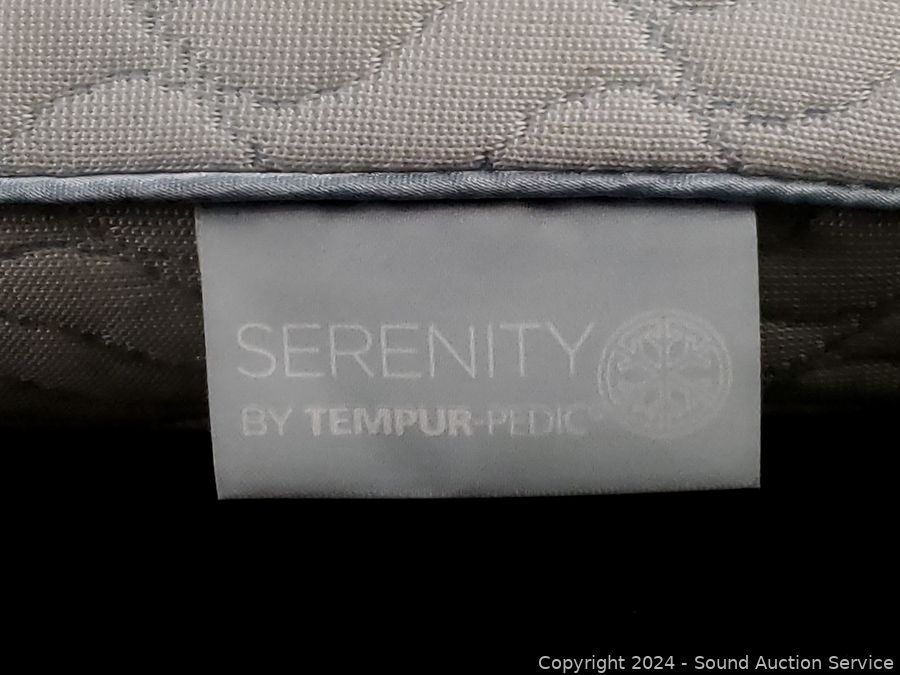 SERENITY
BY TEMPUR-PEDIC®
Copyright 2024 - Sound Auction Service